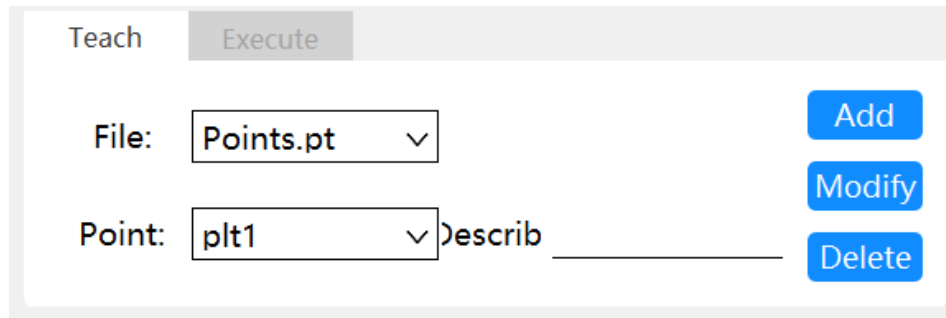 Teach Execute
File: Points.pt Add
Modify
Point: plt1 Describ
Delete